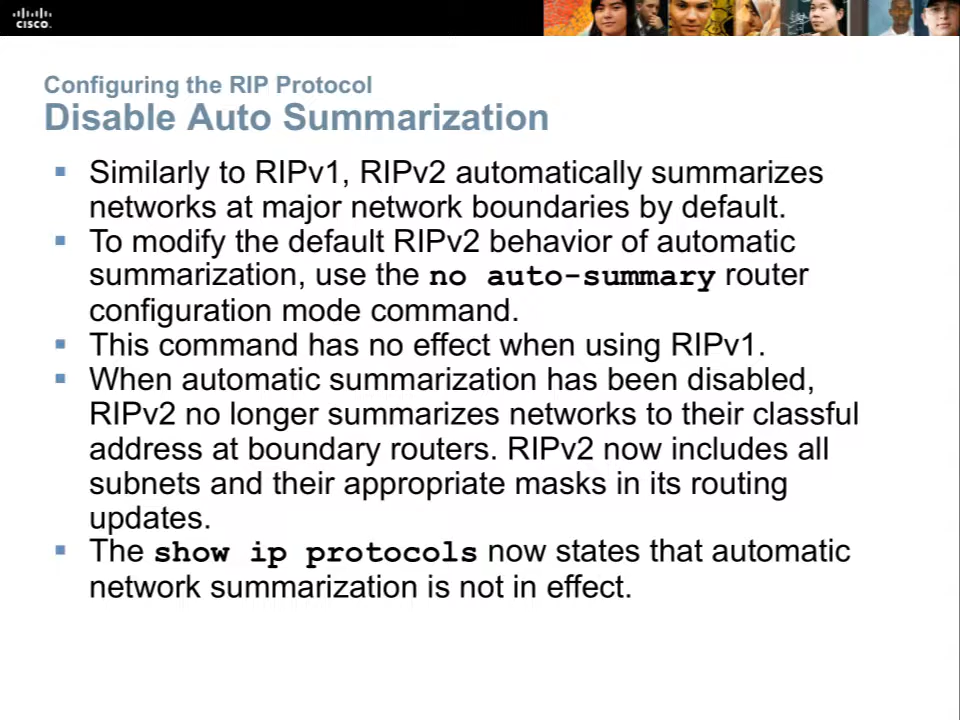 CISCO.
Configuring the RIP Protocol
Disable Auto Summarization
▪ Similarly to RIPv1, RIPv2 automatically summarizes
networks at major network boundaries by default.
▪ To modify the default RIPv2 behavior of automatic
summarization, use the no auto-summary router
configuration mode command.
▪ This command has no effect when using RIPv1.
▪ When automatic summarization has been disabled,
RIPv2 no longer summarizes networks to their classful
address at boundary routers. RIPv2 now includes all
subnets and their appropriate masks in its routing
updates.
▪ The show ip protocols now states that automatic
network summarization is not in effect.